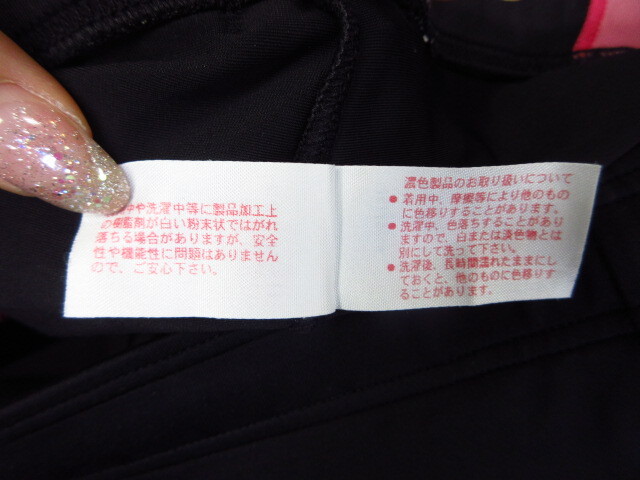 中や洗濯中等に製品加工上
の樹脂剤が白い粉末状ではがれ
落ちる場合がありますが、安全
性や機能性に問題はありません
ので、ご安心下さい。
濃色製品のお取り扱いについて
● 着用中、摩擦等により他のもの
に色移りすることがあります。
● 洗濯中、色落ちすることがあり
ますので、白または淡色物とは
別にして洗って下さい。
● 洗濯後、長時間濡れたままにし
ておくと、他のものに色移りす
ることがあります。